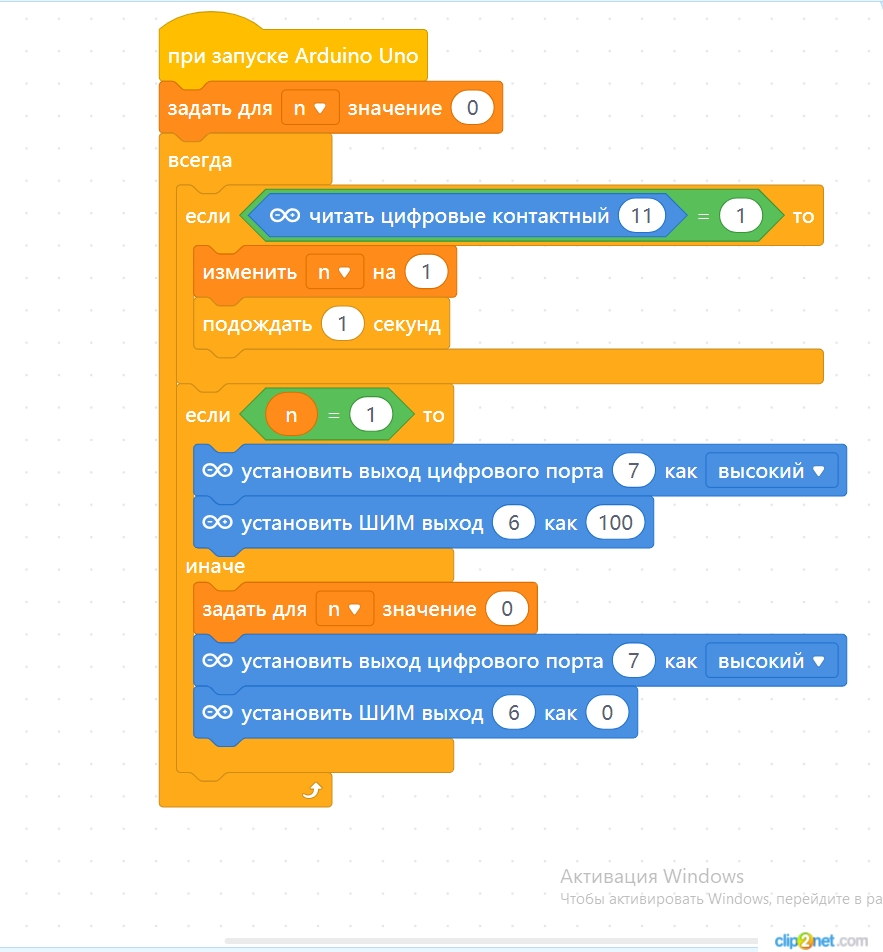 при запуске Arduino Uno
задать для n значение 0
всегда
если читать цифровые контактный 11 = 1 то
изменить n на 1
подождать 1 секунд
если n = 1 то
установить выход цифрового порта 7 как высокий
установить ШИМ выход 6 как 100
иначе
задать для n значение 0
установить выход цифрового порта 7 как высокий
установить ШИМ выход 6 как 0
Активация Windows
Чтобы активировать Windows, перейдите в ра
clip2net.com